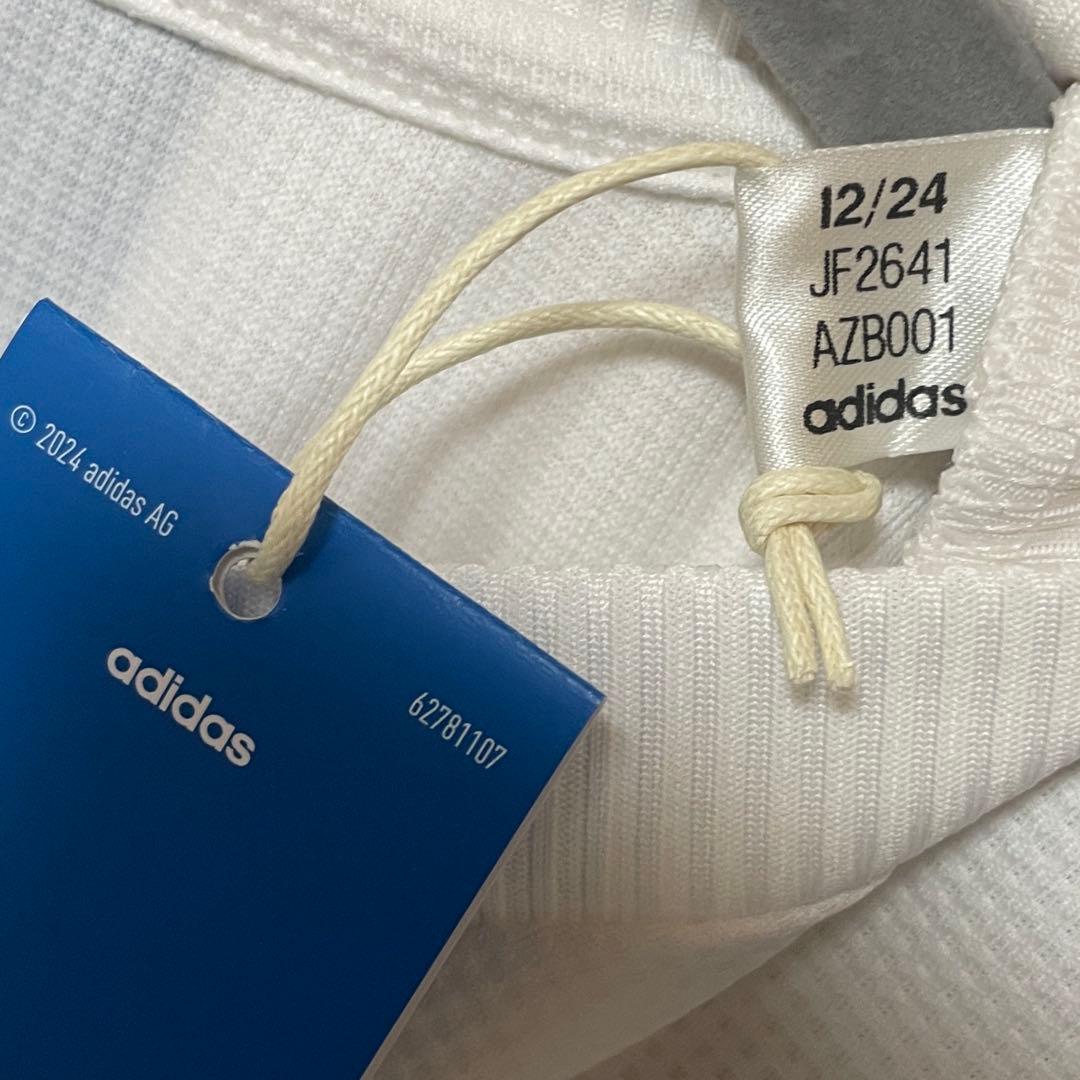 12/24
JF2641
AZB001
adidas
© 2024 adidas AG
adidas
62781107